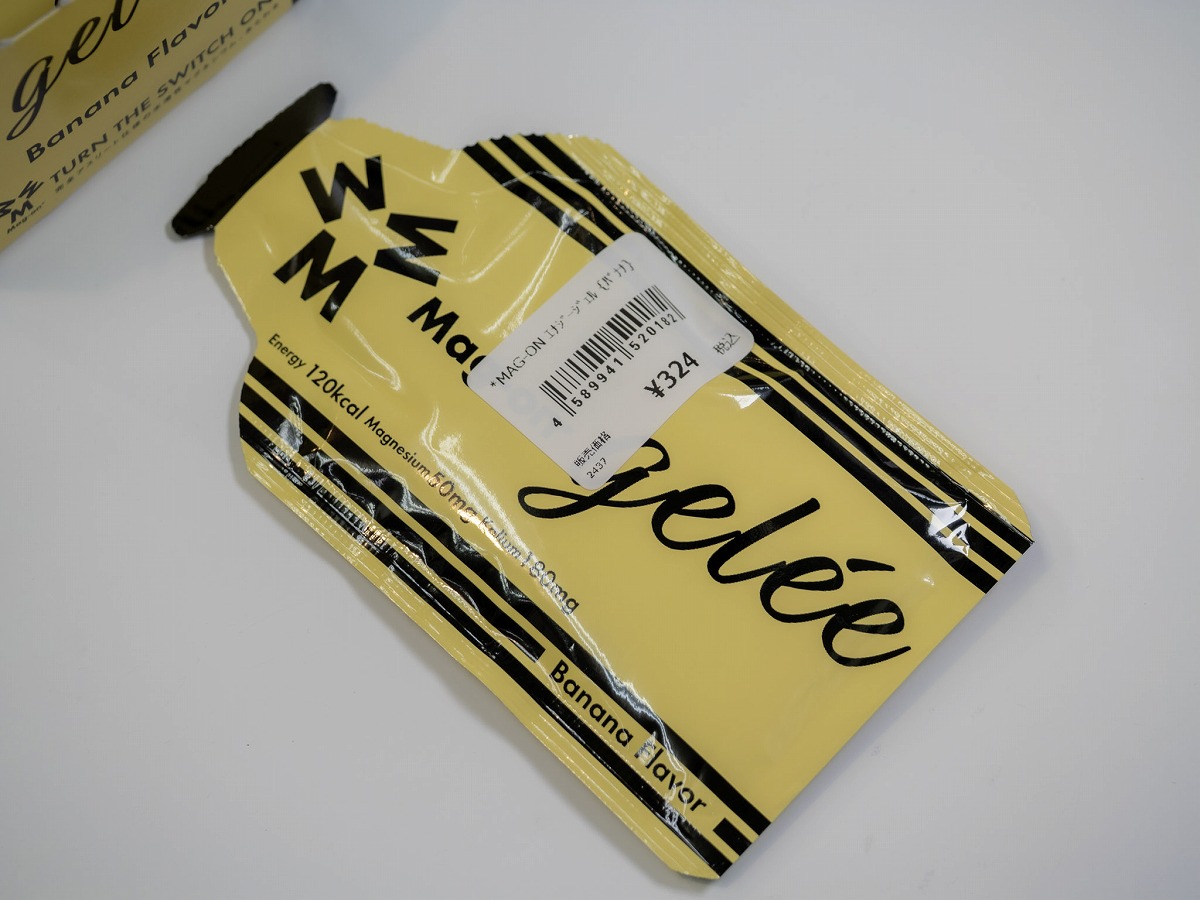 gel
Banana Flavor
TURN THE SWITCH ON
Mag-on
Mag
* MAG-ON ｴﾅｼﾞｰｼﾞｪﾙ {ﾊﾞﾅﾅ}
4 589941 520182
¥324 税込
販売価格
2437
gelée
Energy 120kcal Magnesium 50mg Kalium 180mg
Banana Flavor